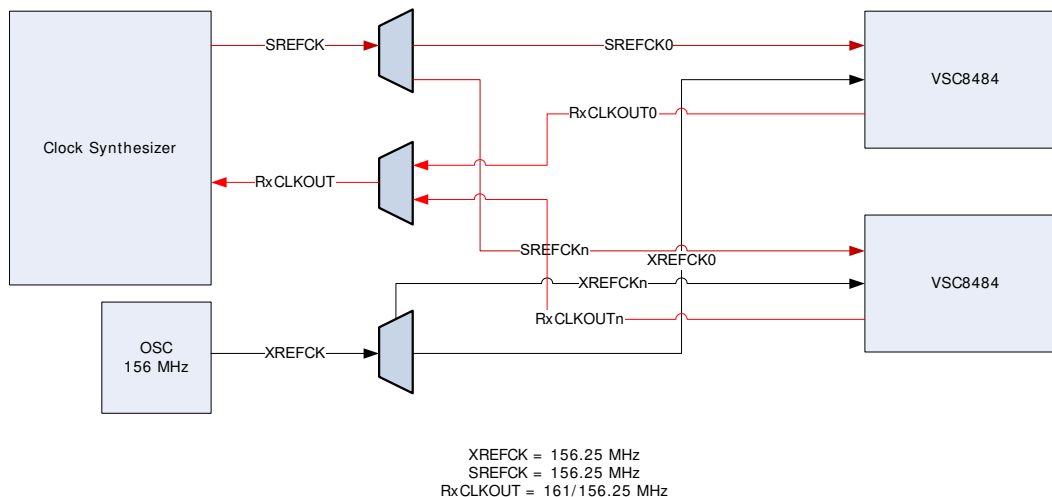 SREFCK
SREFCK0
VSC8484
RxCLKOUT0
Clock Synthesizer
RxCLKOUT
SREFCKn
XREFCK0
XREFCKn
VSC8484
RxCLKOUTn
OSC
156 MHz
XREFCK
XREFCK = 156.25 MHz
SREFCK = 156.25 MHz
RxCLKOUT = 161/156.25 MHz